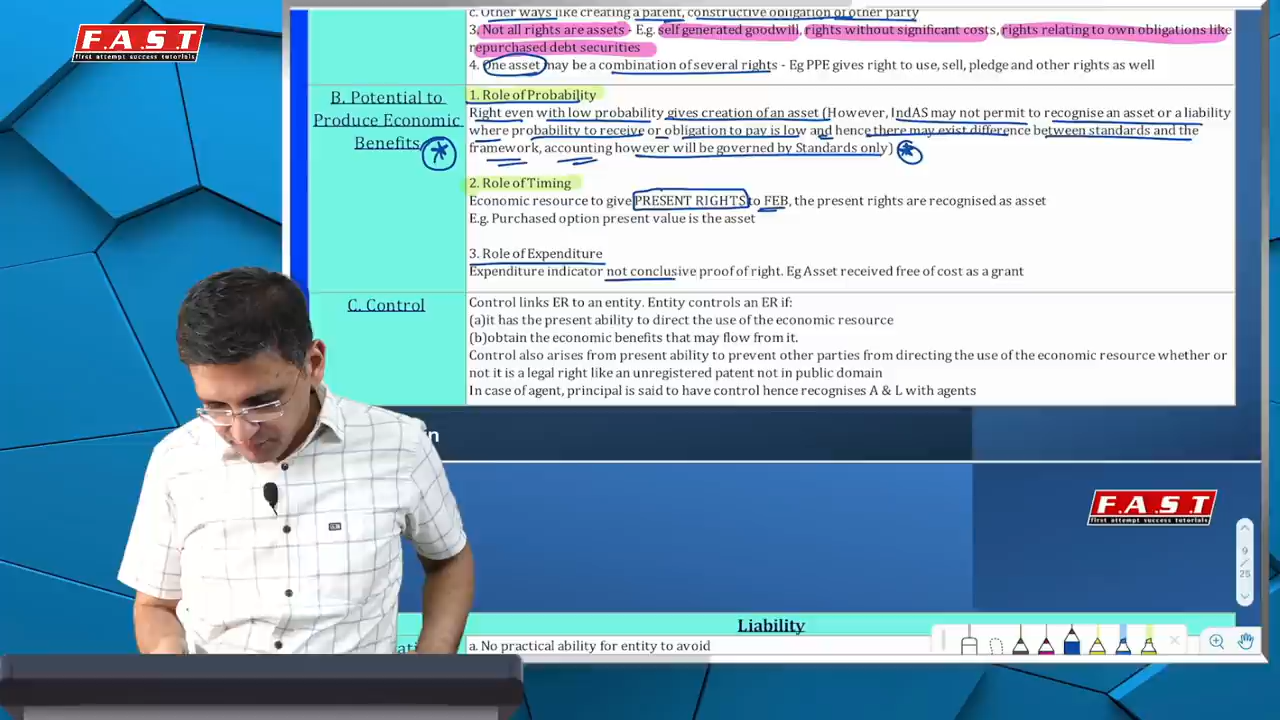 F.A.S.T
first attempt success tutorials
c. Other ways like creating a patent, constructive obligation of other party
3. Not all rights are assets - E.g. self generated goodwill, rights without significant costs, rights relating to own obligations like
repurchased debt securities
4. One asset may be a combination of several rights - Eg PPE gives right to use, sell, pledge and other rights as well
B. Potential to
Produce Economic
Benefits
1. Role of Probability
Right even with low probability gives creation of an asset (However, IndAS may not permit to recognise an asset or a liability
where probability to receive or obligation to pay is low and hence there may exist difference between standards and the
framework, accounting however will be governed by Standards only)
2. Role of Timing
Economic resource to give PRESENT RIGHTS to FEB, the present rights are recognised as asset
E.g. Purchased option present value is the asset
3. Role of Expenditure
Expenditure indicator not conclusive proof of right. Eg Asset received free of cost as a grant
C. Control
Control links ER to an entity. Entity controls an ER if:
(a)it has the present ability to direct the use of the economic resource
(b)obtain the economic benefits that may flow from it.
Control also arises from present ability to prevent other parties from directing the use of the economic resource whether or
not it is a legal right like an unregistered patent not in public domain
In case of agent, principal is said to have control hence recognises A & L with agents
F.A.S.T
first attempt success tutorials
9
/
25
Liability
a. No practical ability for entity to avoid